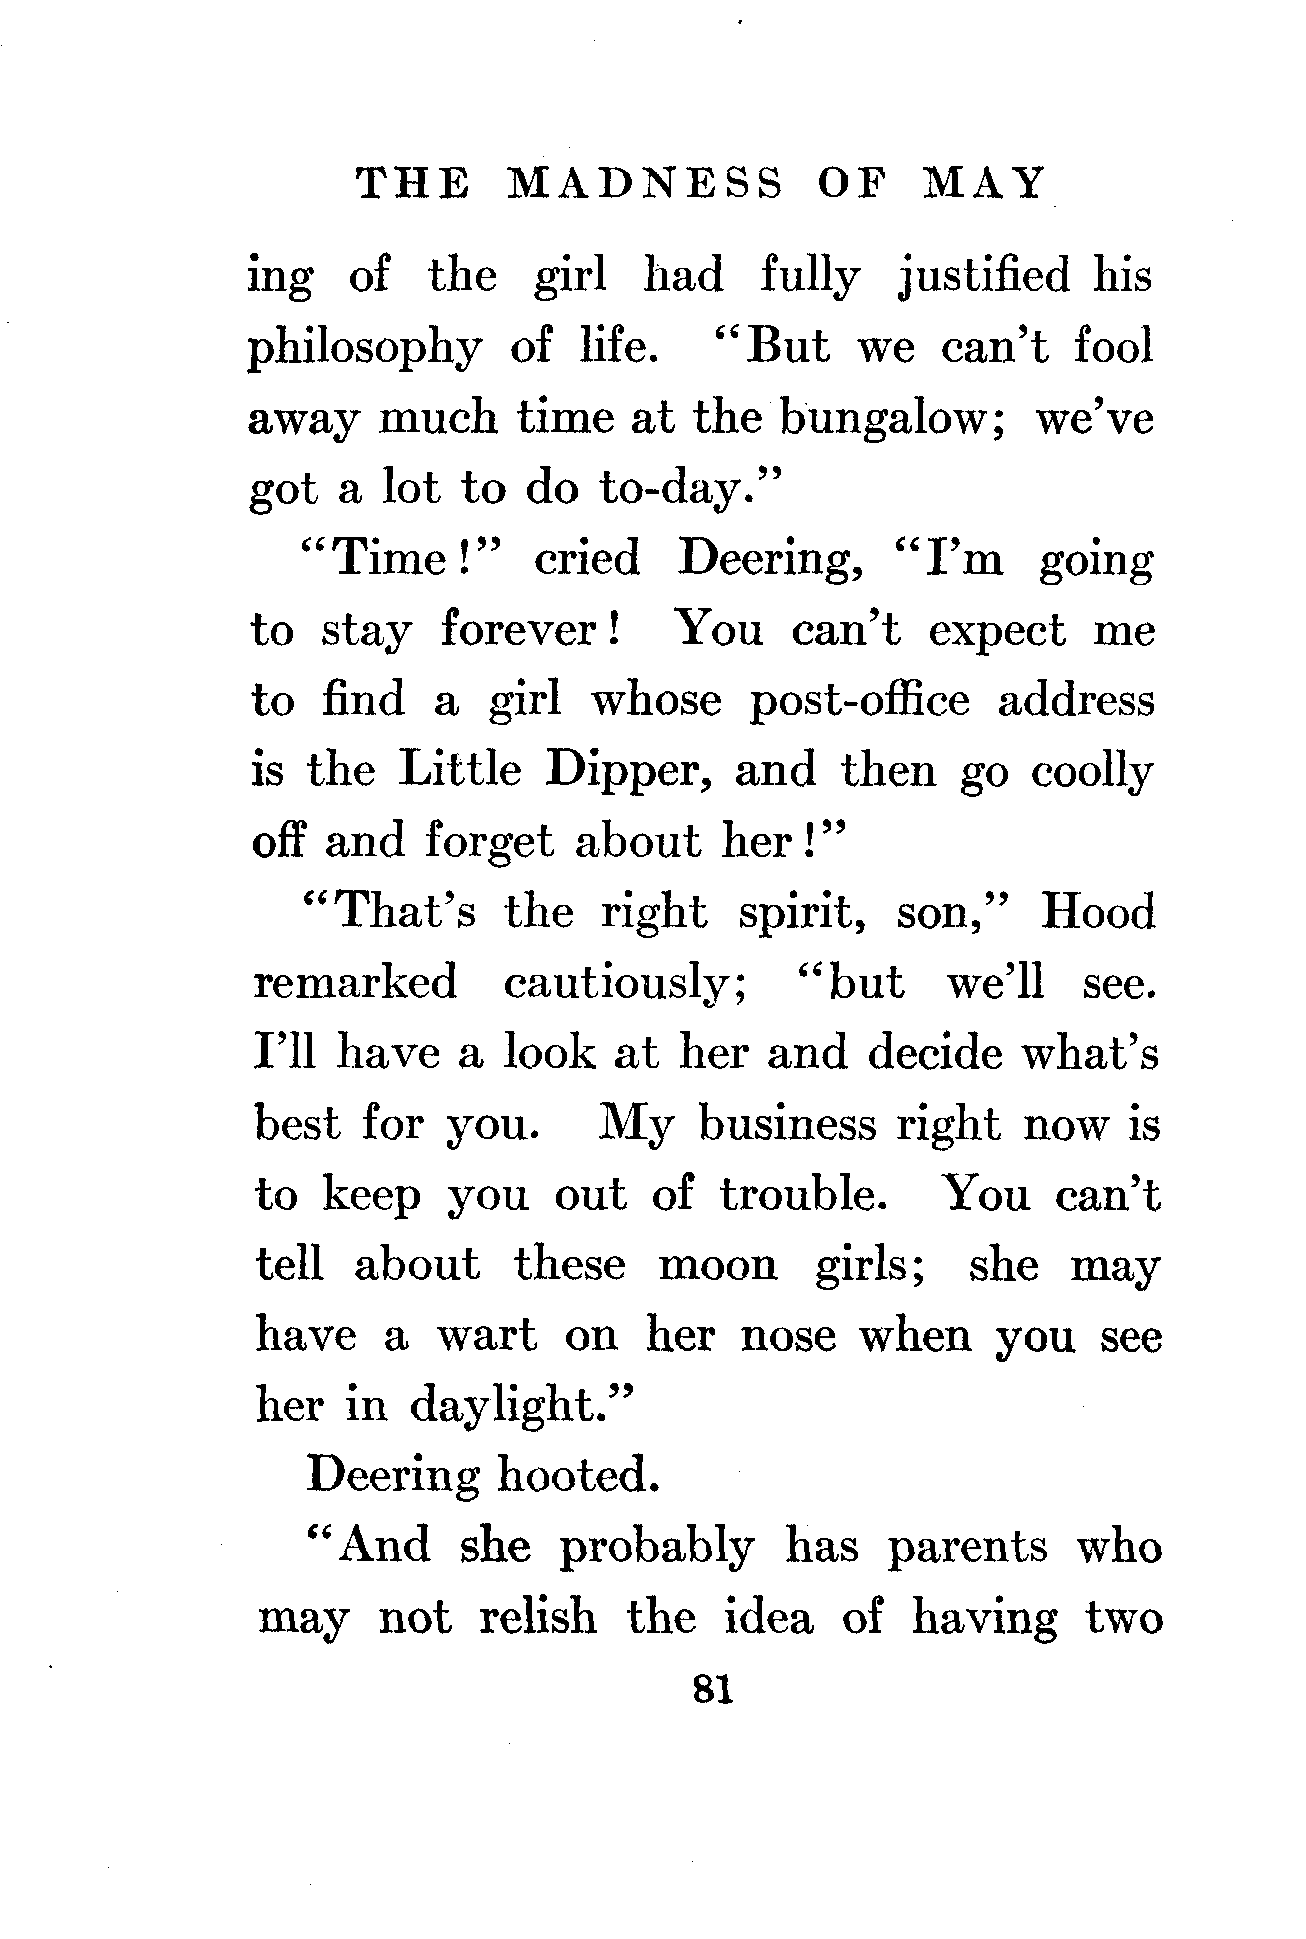 THE MADNESS OF MAY
ing of the girl had fully justified his
philosophy of life. "But we can't fool
away much time at the bungalow; we've
got a lot to do to-day."
"Time!" cried Deering, "I'm going
to stay forever! You can't expect me
to find a girl whose post-office address
is the Little Dipper, and then go coolly
off and forget about her!"
"That's the right spirit, son," Hood
remarked cautiously; "but we'll see.
I'll have a look at her and decide what's
best for you. My business right now is
to keep you out of trouble. You can't
tell about these moon girls; she may
have a wart on her nose when you see
her in daylight."
Deering hooted.
"And she probably has parents who
may not relish the idea of having two
81